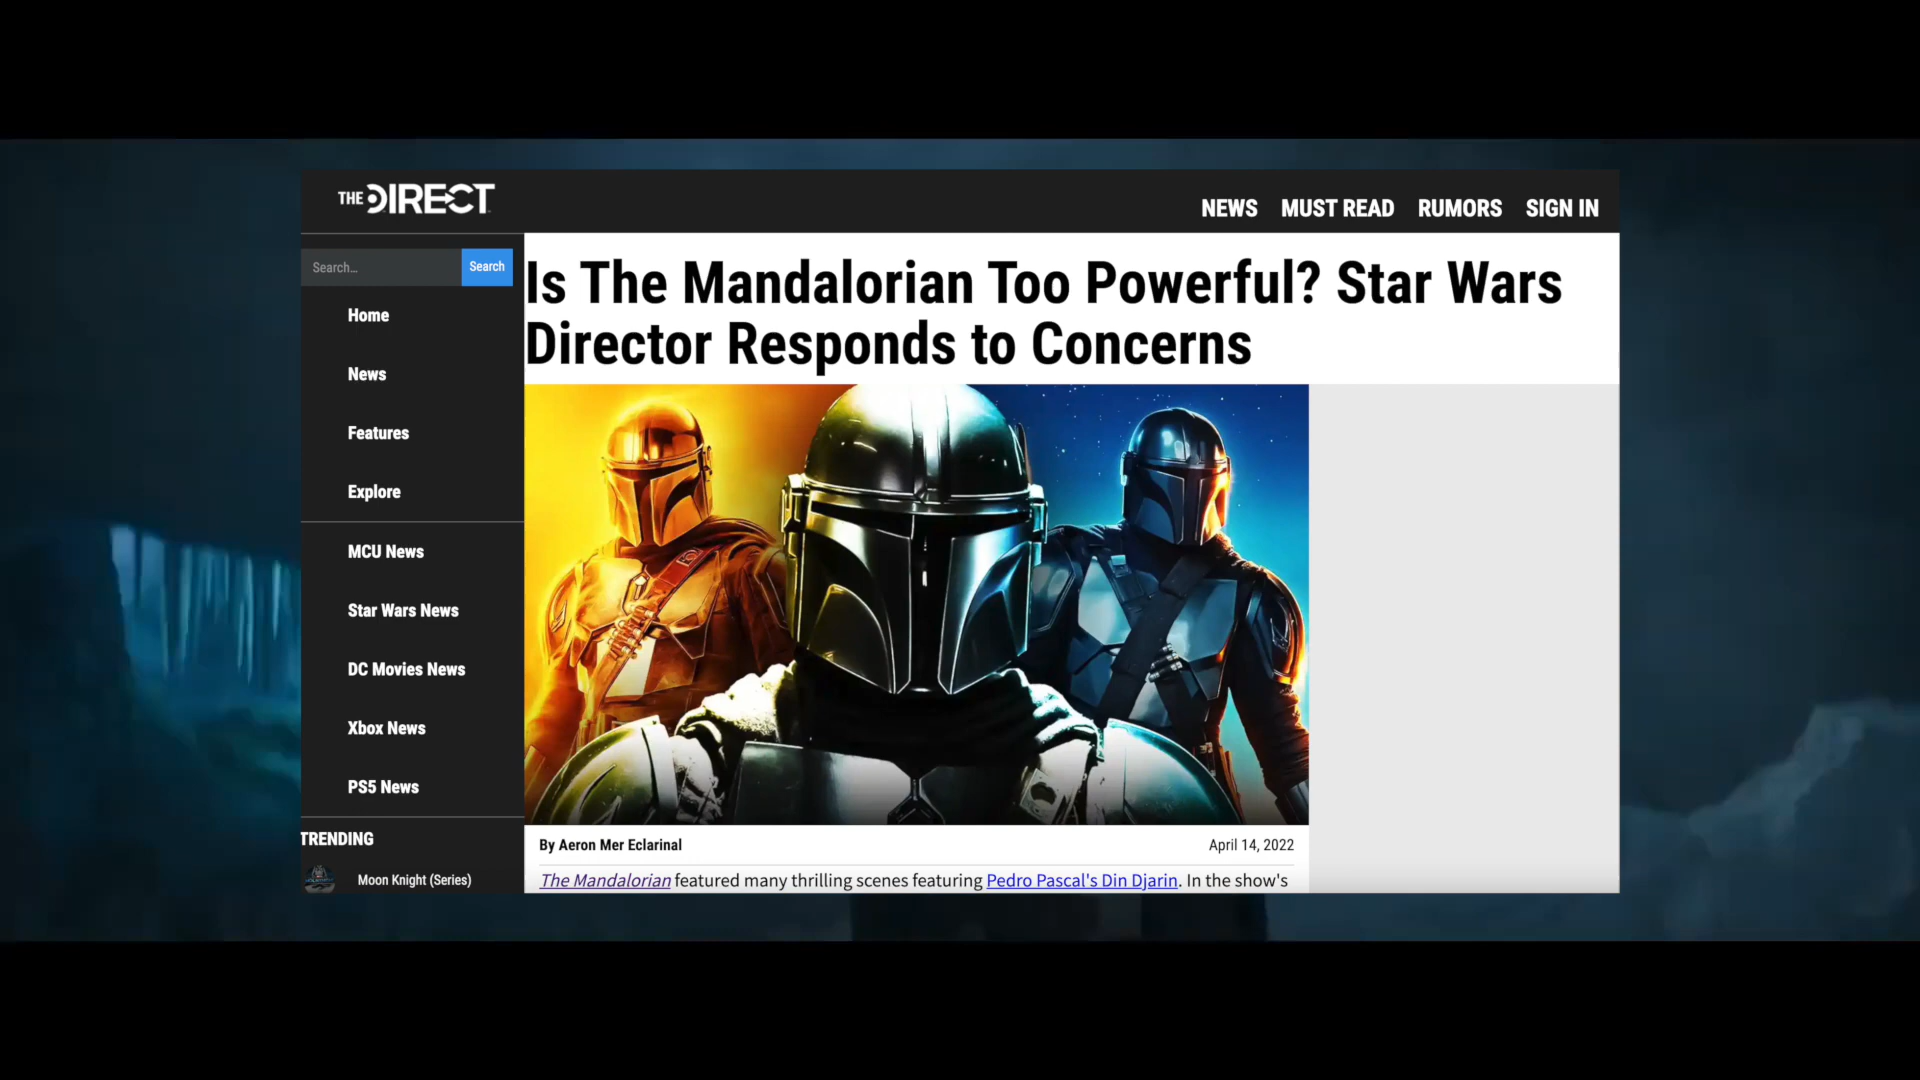 THE DIRECT
NEWS MUST READ RUMORS SIGN IN
Search...
Search
Home
News
Features
Explore
MCU News
Star Wars News
DC Movies News
Xbox News
PS5 News
TRENDING
Moon Knight (Series)
Is The Mandalorian Too Powerful? Star Wars
Director Responds to Concerns
By Aeron Mer Eclarinal
April 14, 2022
The Mandalorian featured many thrilling scenes featuring Pedro Pascal's Din Djarin. In the show's